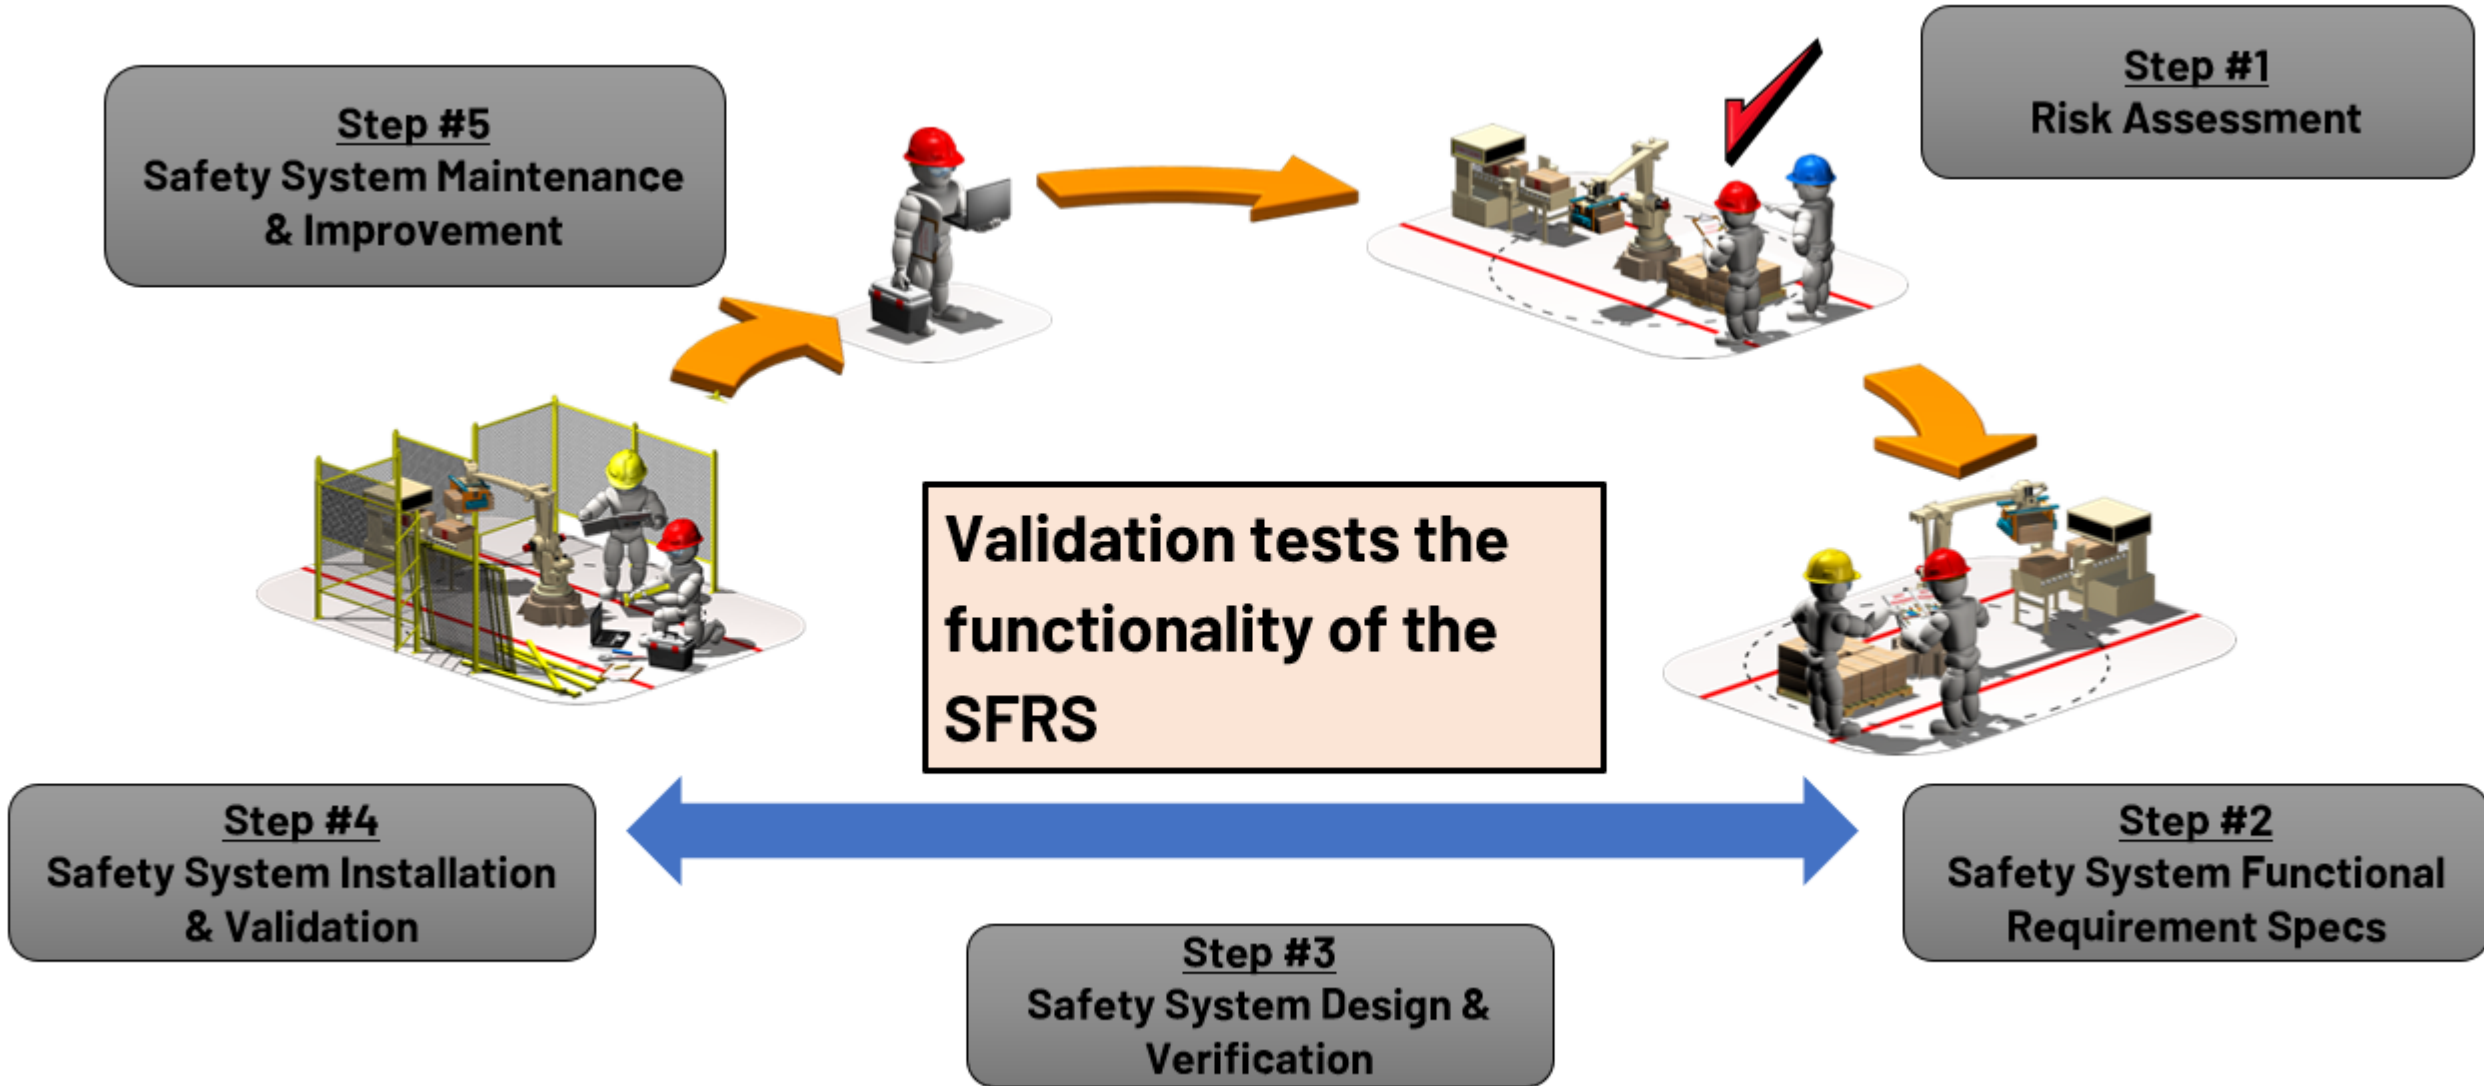 Step #1
Risk Assessment
Step #5
Safety System Maintenance
& Improvement
Validation tests the
functionality of the
SFRS
Step #4
Safety System Installation
& Validation
Step #2
Safety System Functional
Requirement Specs
Step #3
Safety System Design &
Verification